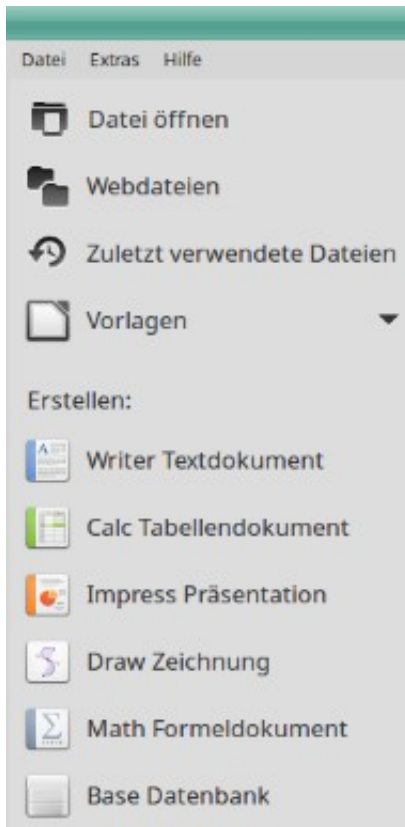 Datei Extras Hilfe
Datei öffnen
Webdateien
Zuletzt verwendete Dateien
Vorlagen
Erstellen:
Writer Textdokument
Calc Tabellendokument
Impress Präsentation
Draw Zeichnung
Math Formeldokument
Base Datenbank